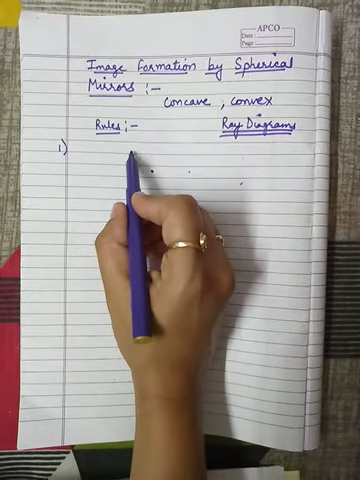 APCO
Date :
Page :
Image Formation by Spherical
Mirrors :-
Concave , Convex
Rules :- Ray Diagrams
1)